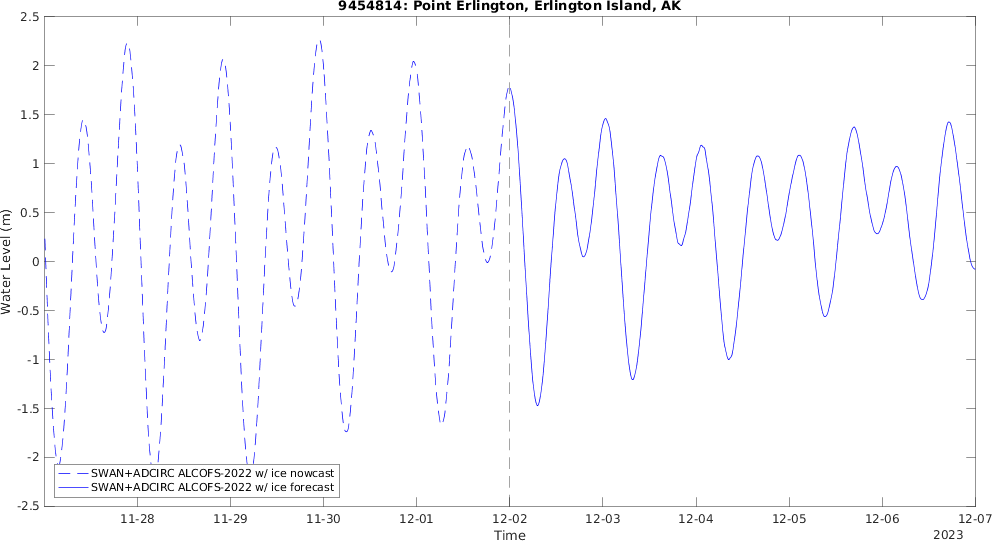 9454814: Point Erlington, Erlington Island, AK
2.5
2
1.5
1
0.5
0
-0.5
-1
-1.5
-2
-2.5
Water Level (m)
SWAN+ADCIRC ALCOFS-2022 w/ ice nowcast
SWAN+ADCIRC ALCOFS-2022 w/ ice forecast
11-28 11-29 11-30 12-01 12-02 12-03 12-04 12-05 12-06 12-07
Time
2023